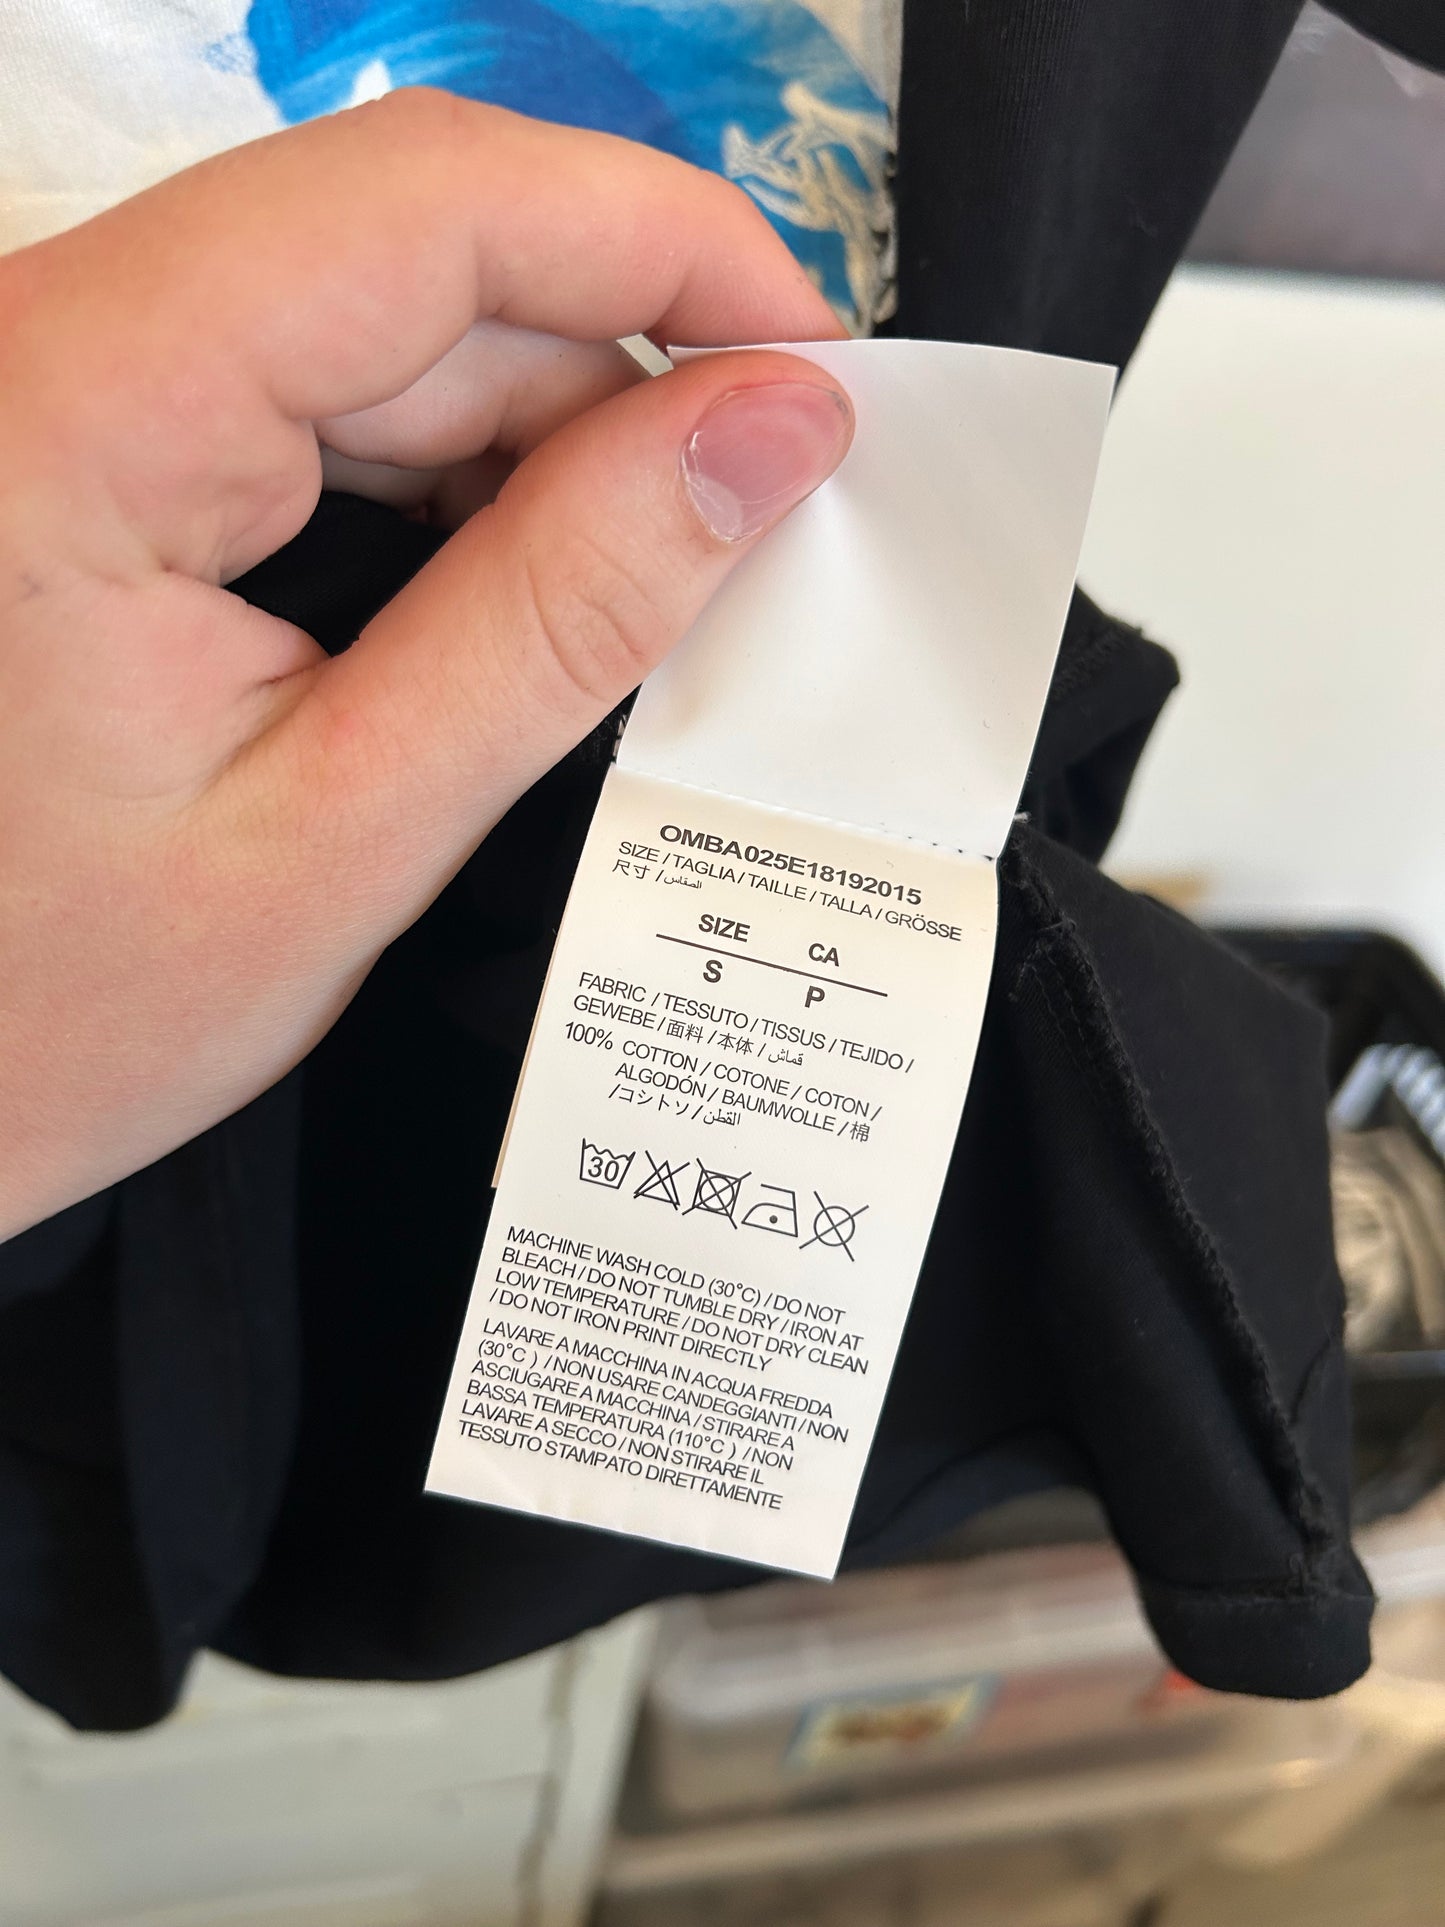 OMBA025E18192015
SIZE / TAGLIA / TAILLE / TALLA / GRÖSSE
尺寸 / المقاس
SIZE CA
S P
FABRIC / TESSUTO / TISSUS / TEJIDO /
GEWEBE / 面料 / 本体 / قماش
100% COTTON / COTONE / COTON /
ALGODÓN / BAUMWOLLE / 棉
/コシトソ / القطن
30
MACHINE WASH COLD (30°C) / DO NOT
BLEACH / DO NOT TUMBLE DRY / IRON AT
LOW TEMPERATURE / DO NOT DRY CLEAN
/ DO NOT IRON PRINT DIRECTLY
LAVARE A MACCHINA IN ACQUA FREDDA
(30°C ) / NON USARE CANDEGGIANTI / NON
ASCIUGARE A MACCHINA / STIRARE A
BASSA TEMPERATURA (110°C ) / NON
LAVARE A SECCO / NON STIRARE IL
TESSUTO STAMPATO DIRETTAMENTE